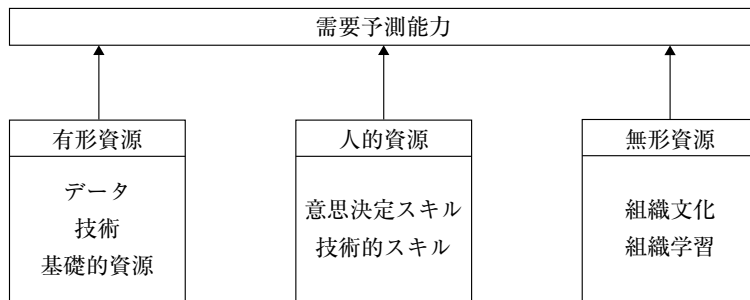 需要予測能力
有形資源
データ
技術
基礎的資源
人的資源
意思決定スキル
技術的スキル
無形資源
組織文化
組織学習